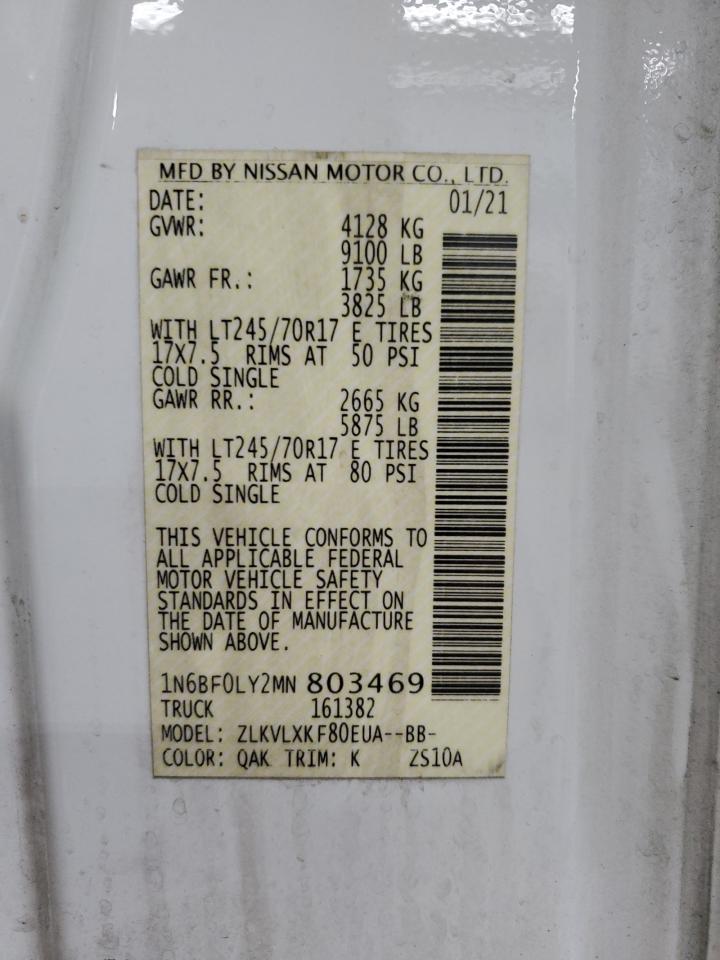 MFD BY NISSAN MOTOR CO., LTD.
DATE: 01/21
GVWR: 4128 KG
9100 LB
GAWR FR.: 1735 KG
3825 LB
WITH LT245/70R17 E TIRES
17X7.5 RIMS AT 50 PSI
COLD SINGLE
GAWR RR.: 2665 KG
5875 LB
WITH LT245/70R17 E TIRES
17X7.5 RIMS AT 80 PSI
COLD SINGLE
THIS VEHICLE CONFORMS TO
ALL APPLICABLE FEDERAL
MOTOR VEHICLE SAFETY
STANDARDS IN EFFECT ON
THE DATE OF MANUFACTURE
SHOWN ABOVE.
1N6BF0LY2MN 803469
TRUCK 161382
MODEL: ZLKVLXKF80EUA--BB-
COLOR: QAK TRIM: K ZS10A